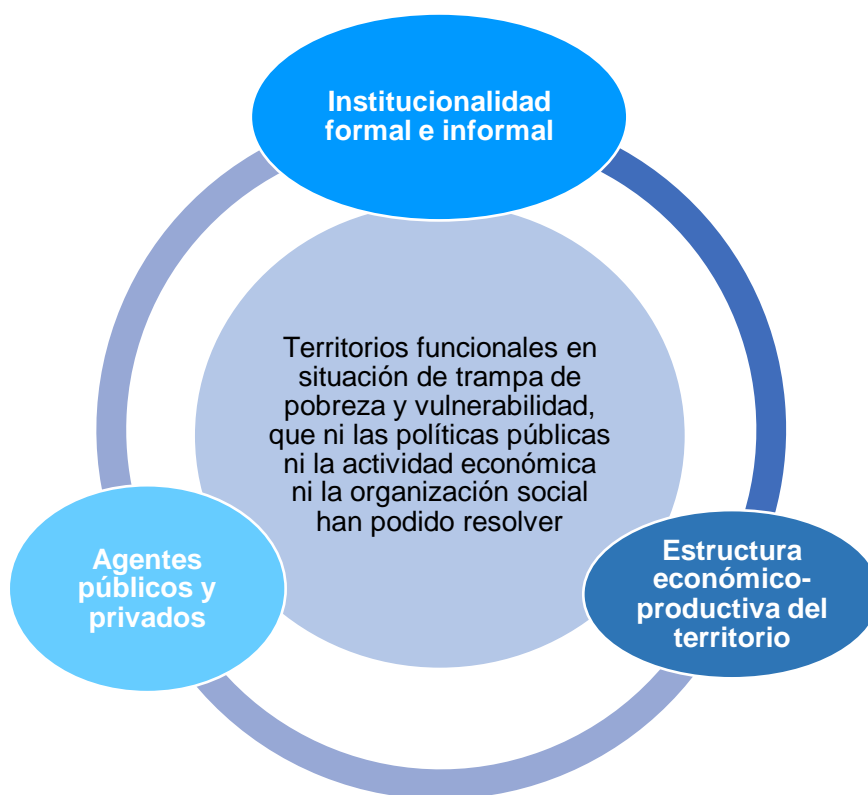 Institucionalidad
formal e informal
Territorios funcionales en
situación de trampa de
pobreza y vulnerabilidad,
que ni las políticas públicas
ni la actividad económica
ni la organización social
han podido resolver
Agentes
públicos y
privados
Estructura
económico-
productiva del
territorio